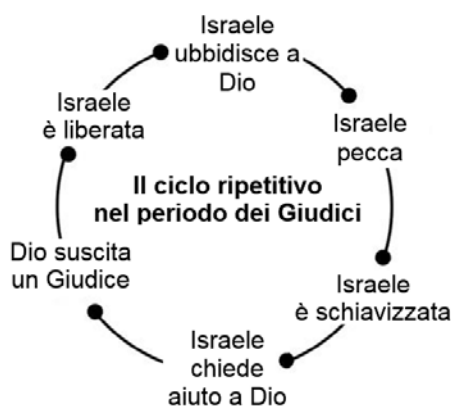 Israele
ubbidisce a
Dio
Israele
pecca
Israele
è schiavizzata
Israele
chiede
aiuto a Dio
Dio suscita
un Giudice
Israele
è liberata
Il ciclo ripetitivo
nel periodo dei Giudici